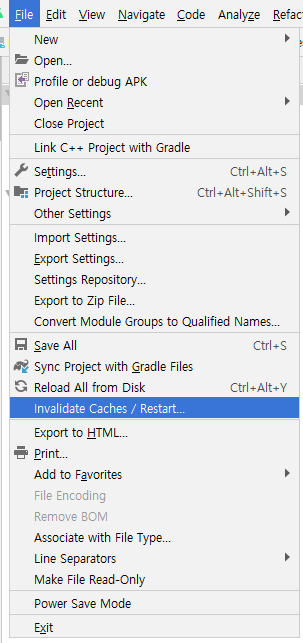 File Edit View Navigate Code Analyze Refac
New
Open...
Profile or debug APK
Open Recent
Close Project
Link C++ Project with Gradle
Settings... Ctrl+Alt+S
Project Structure... Ctrl+Alt+Shift+S
Other Settings
Import Settings...
Export Settings...
Settings Repository...
Export to Zip File...
Convert Module Groups to Qualified Names...
Save All Ctrl+S
Sync Project with Gradle Files
Reload All from Disk Ctrl+Alt+Y
Invalidate Caches / Restart...
Export to HTML...
Print...
Add to Favorites
File Encoding
Remove BOM
Associate with File Type...
Line Separators
Make File Read-Only
Power Save Mode
Exit